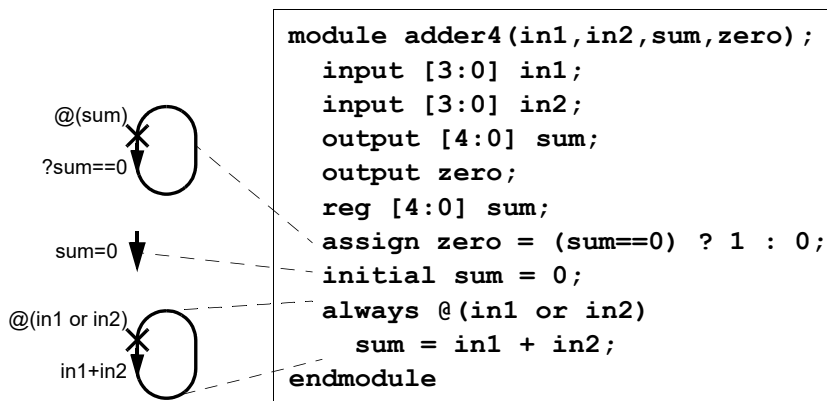 @(sum)
?sum==0
sum=0
@(in1 or in2)
in1+in2
module adder4(in1,in2,sum,zero);
input [3:0] in1;
input [3:0] in2;
output [4:0] sum;
output zero;
reg [4:0] sum;
assign zero = (sum==0) ? 1 : 0;
initial sum = 0;
always @(in1 or in2)
sum = in1 + in2;
endmodule